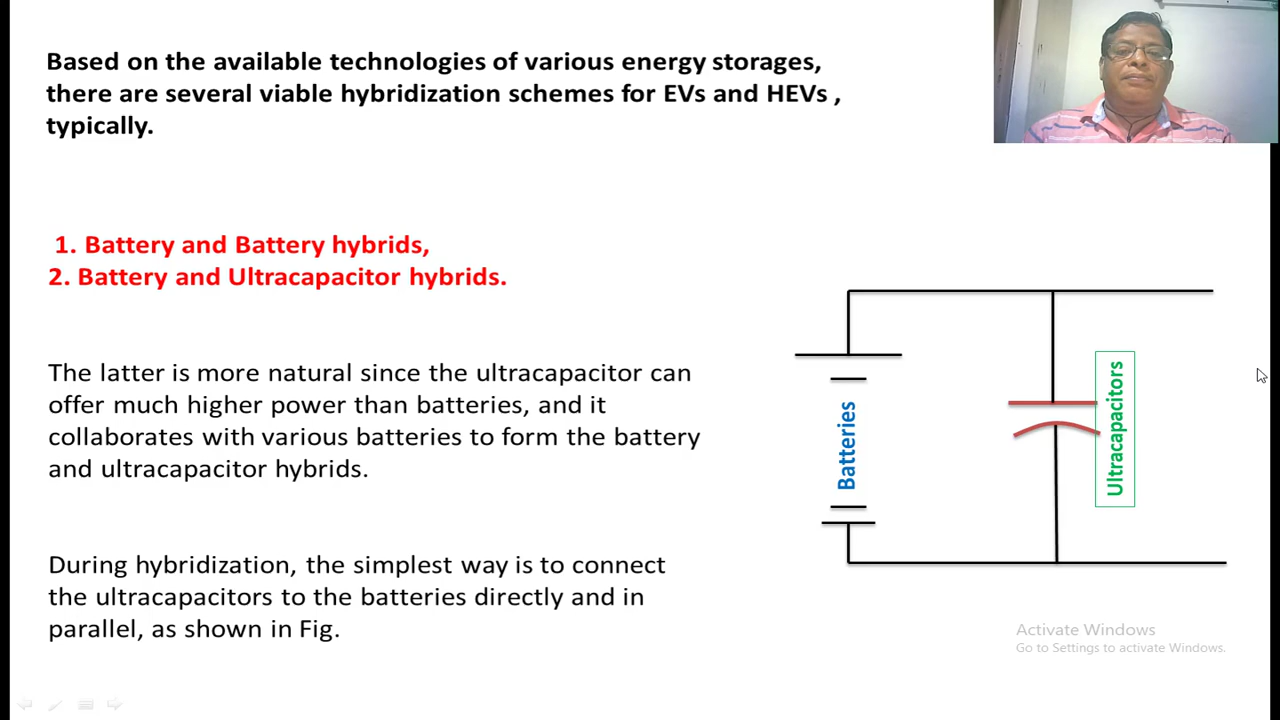 Based on the available technologies of various energy storages,
there are several viable hybridization schemes for EVs and HEVs ,
typically.
1. Battery and Battery hybrids,
2. Battery and Ultracapacitor hybrids.
The latter is more natural since the ultracapacitor can
offer much higher power than batteries, and it
collaborates with various batteries to form the battery
and ultracapacitor hybrids.
During hybridization, the simplest way is to connect
the ultracapacitors to the batteries directly and in
parallel, as shown in Fig.
Batteries
Ultracapacitors
Activate Windows
Go to Settings to activate Windows.